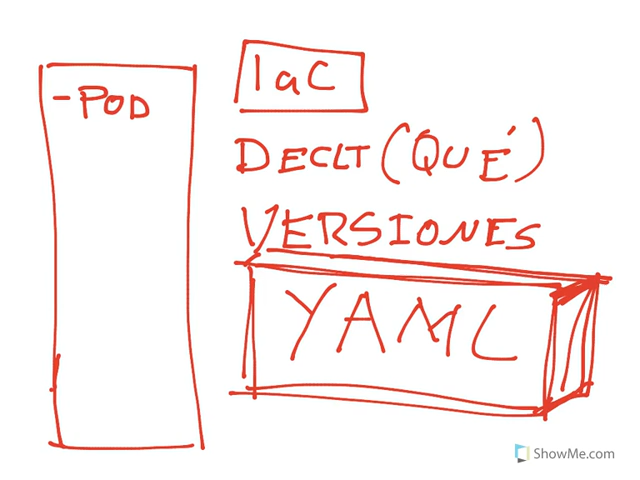 - POD
IaC
DECLT (QUÉ)
VERSIONES
YAML
ShowMe.com